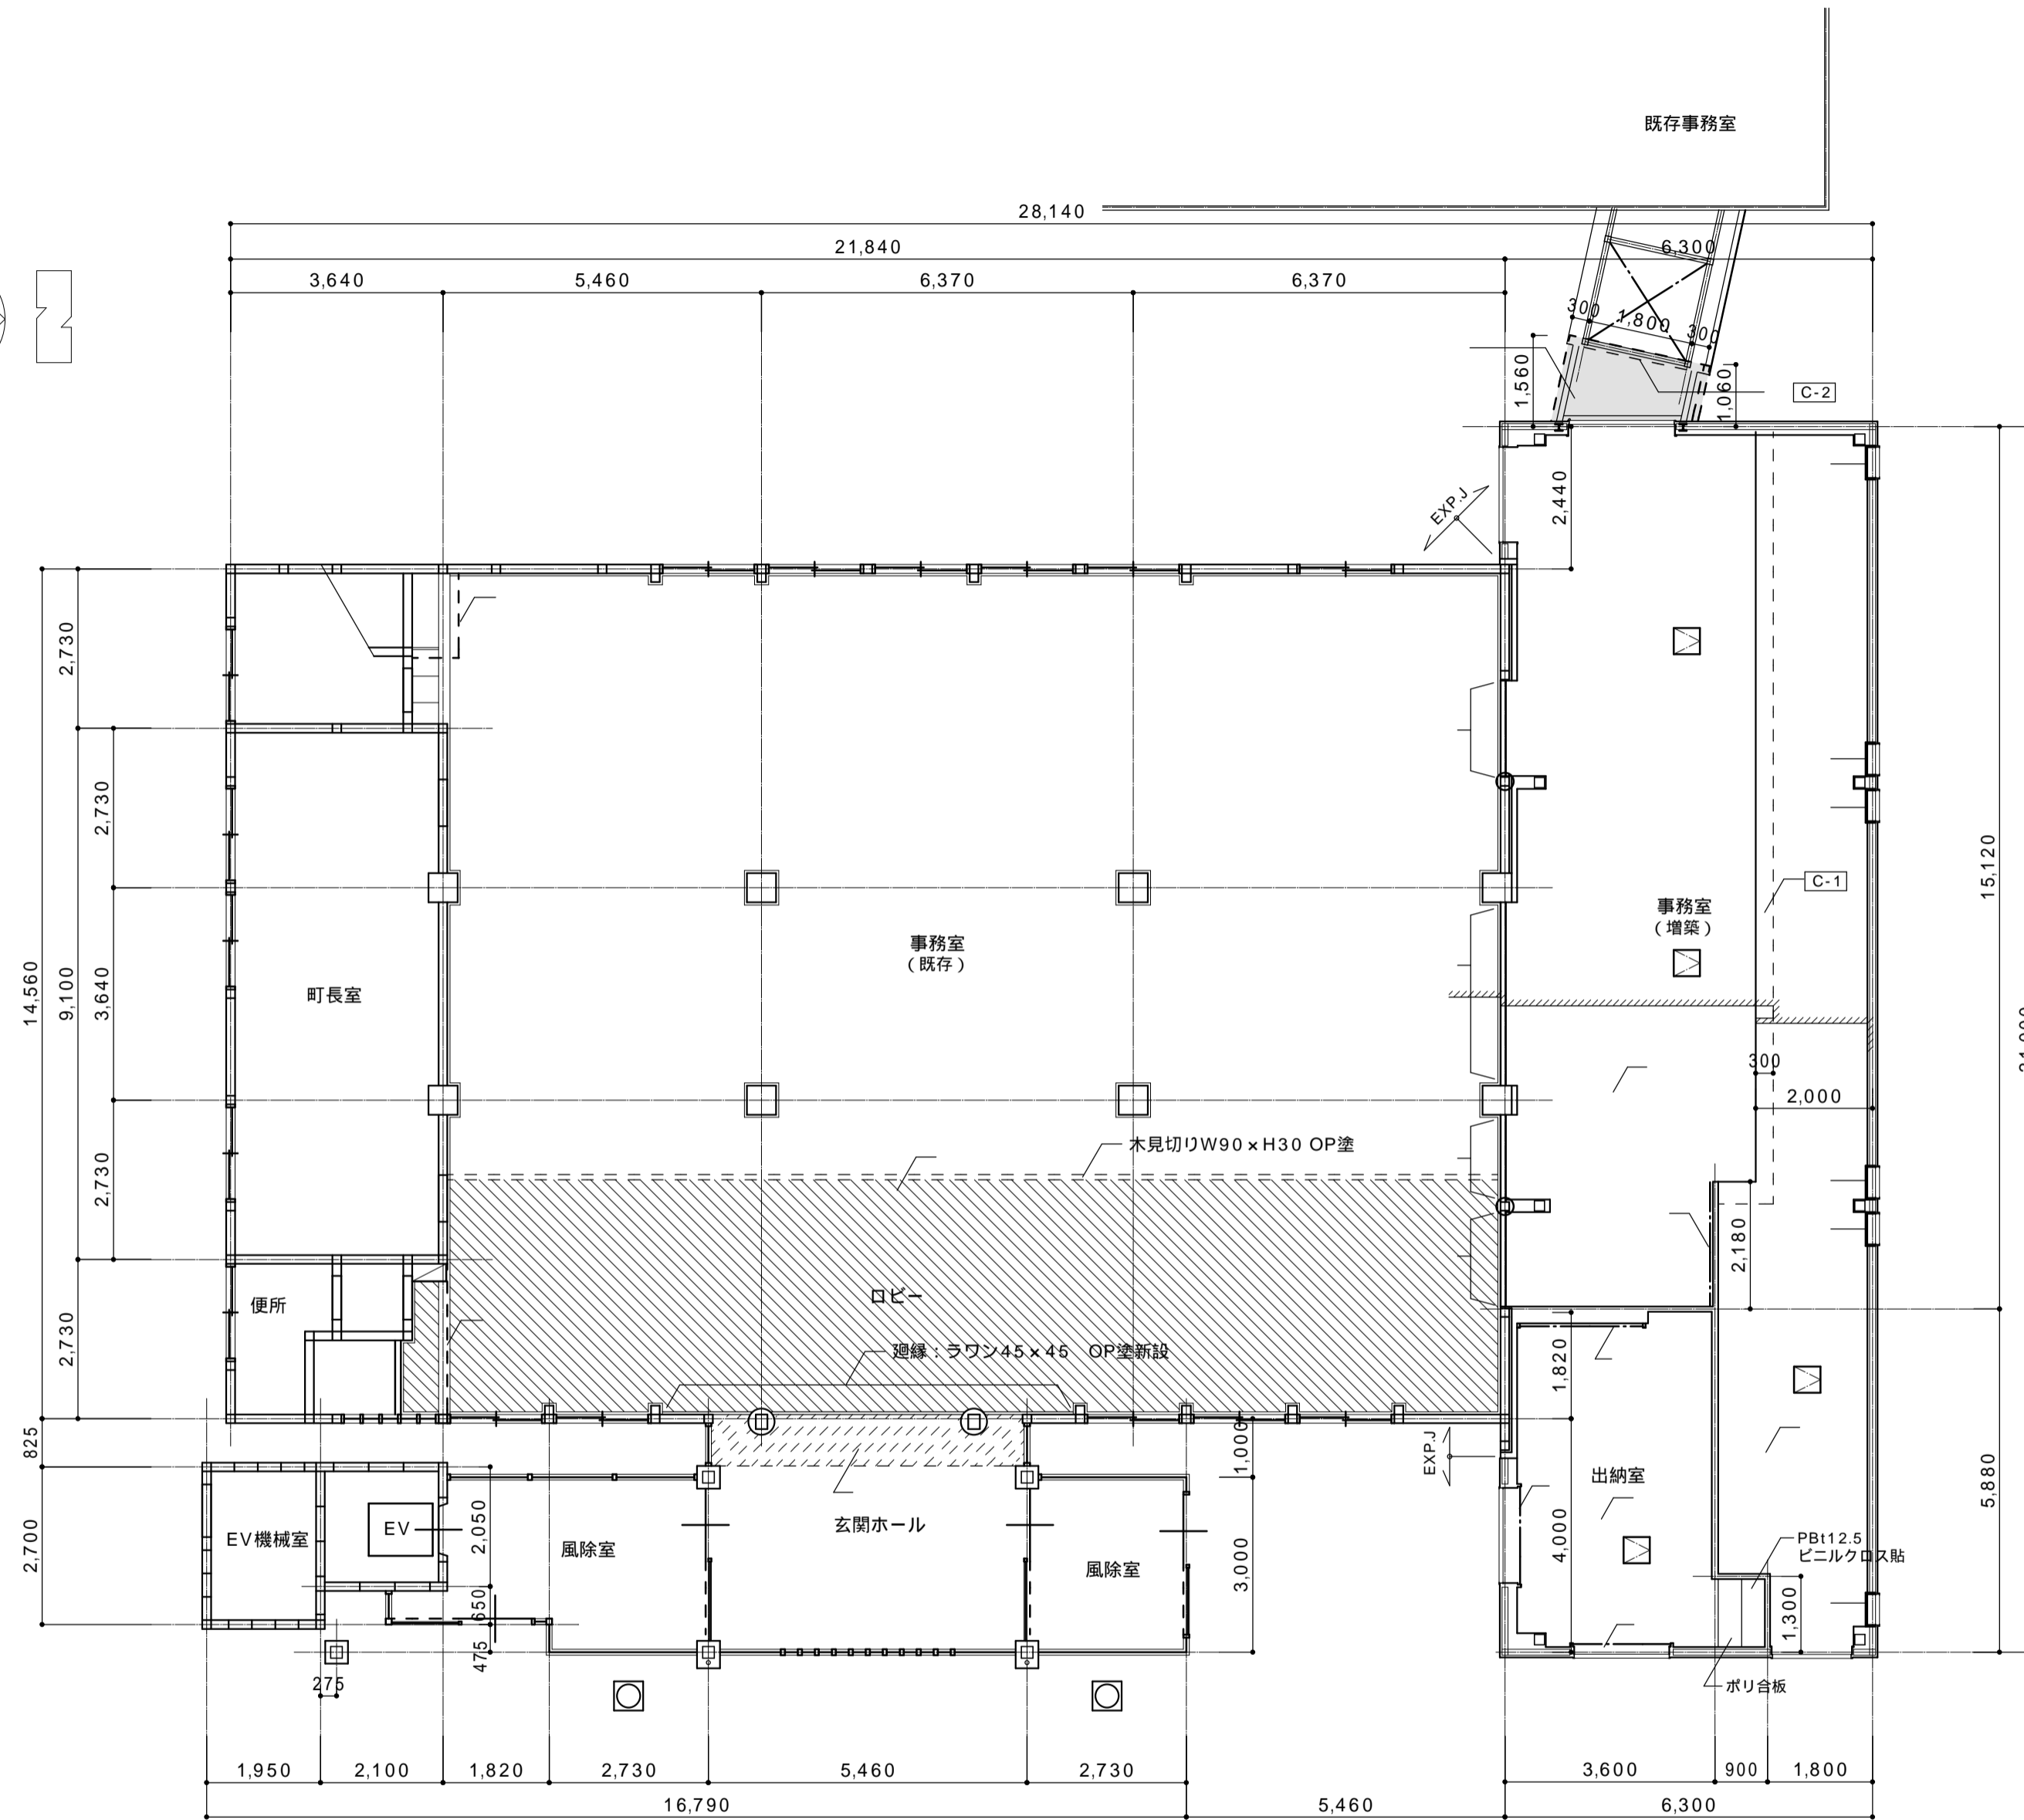 既存事務室
28,140
21,840
6,300
3,640
5,460
6,370
6,370
300
1,800
300
1,560
1,060
C-2
EXP.J
2,440
2,730
2,730
14,560
9,100
3,640
2,730
2,730
825
2,700
町長室
事務室
(既存)
事務室
(増築)
C-1
15,120
300
2,000
木見切りW90×H30 OP塗
2,180
便所
ロビー
廻縁:ラワン45×45 OP塗新設
1,820
1,000
EXP.J
出納室
5,880
EV機械室
EV
2,050
風除室
玄関ホール
風除室
3,000
4,000
PBt12.5
ビニルクロス貼
650
475
1,300
275
ポリ合板
1,950
2,100
1,820
2,730
5,460
2,730
3,600
900
1,800
16,790
5,460
6,300